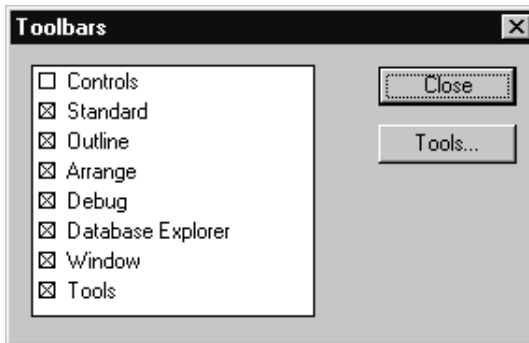 Toolbars
Controls
Standard
Outline
Arrange
Debug
Database Explorer
Window
Tools
Close
Tools...